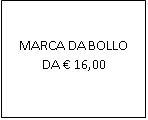 MARCA DA BOLLO
DA € 16,00